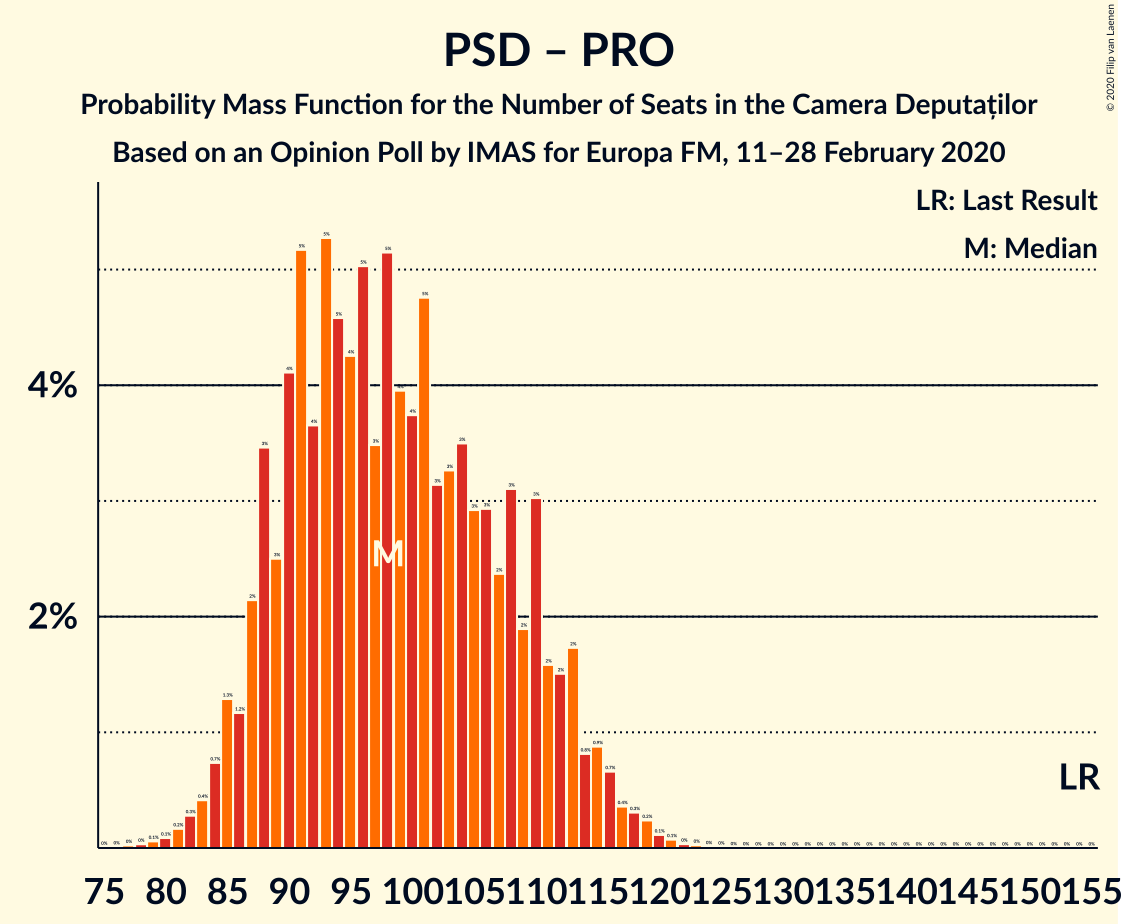 PSD – PRO
Probability Mass Function for the Number of Seats in the Camera Deputaților
Based on an Opinion Poll by IMAS for Europa FM, 11–28 February 2020
© 2020 Filip van Laenen
LR: Last Result
M: Median
4%
2%
M
LR
75 80 85 90 95 100 105 110 115 120 125 130 135 140 145 150 155